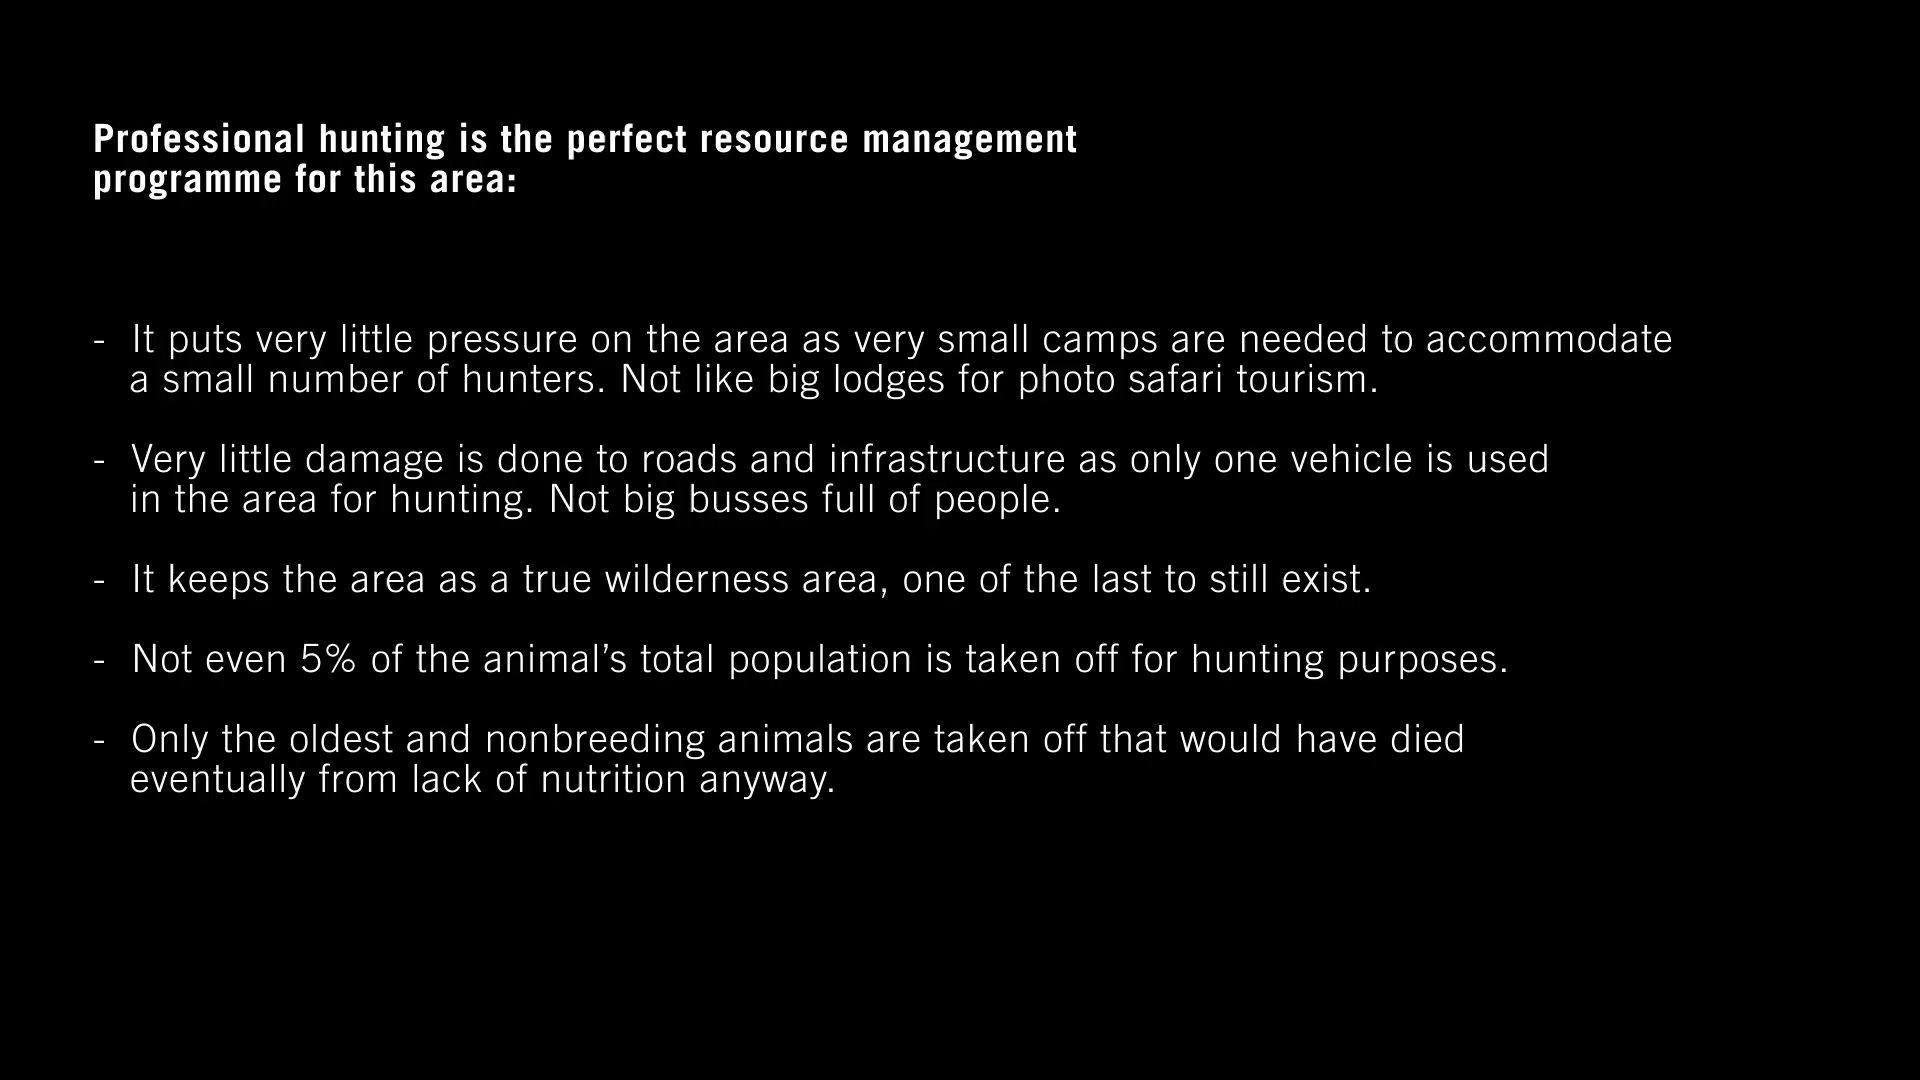 Professional hunting is the perfect resource management
programme for this area:
- It puts very little pressure on the area as very small camps are needed to accommodate
a small number of hunters. Not like big lodges for photo safari tourism.
- Very little damage is done to roads and infrastructure as only one vehicle is used
in the area for hunting. Not big busses full of people.
- It keeps the area as a true wilderness area, one of the last to still exist.
- Not even 5% of the animal’s total population is taken off for hunting purposes.
- Only the oldest and nonbreeding animals are taken off that would have died
eventually from lack of nutrition anyway.